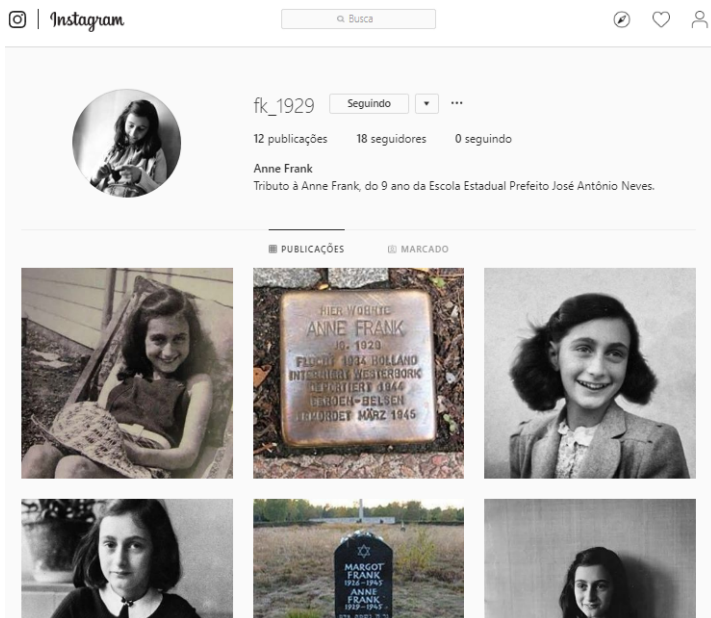 Instagram
Busca
fk_1929 Seguindo
12 publicações 18 seguidores 0 seguindo
Anne Frank
Tributo à Anne Frank, do 9 ano da Escola Estadual Prefeito José Antônio Neves.
PUBLICAÇÕES MARCADO
HIER WOHNTE
ANNE FRANK
JG. 1929
FLUCHT 1934 HOLLAND
INTERNIERT WESTERBORK
DEPORTIERT 1944
BERGEN-BELSEN
ERMORDET MÄRZ 1945
MARGOT
FRANK
1926-1945
ANNE
FRANK
1929-1945